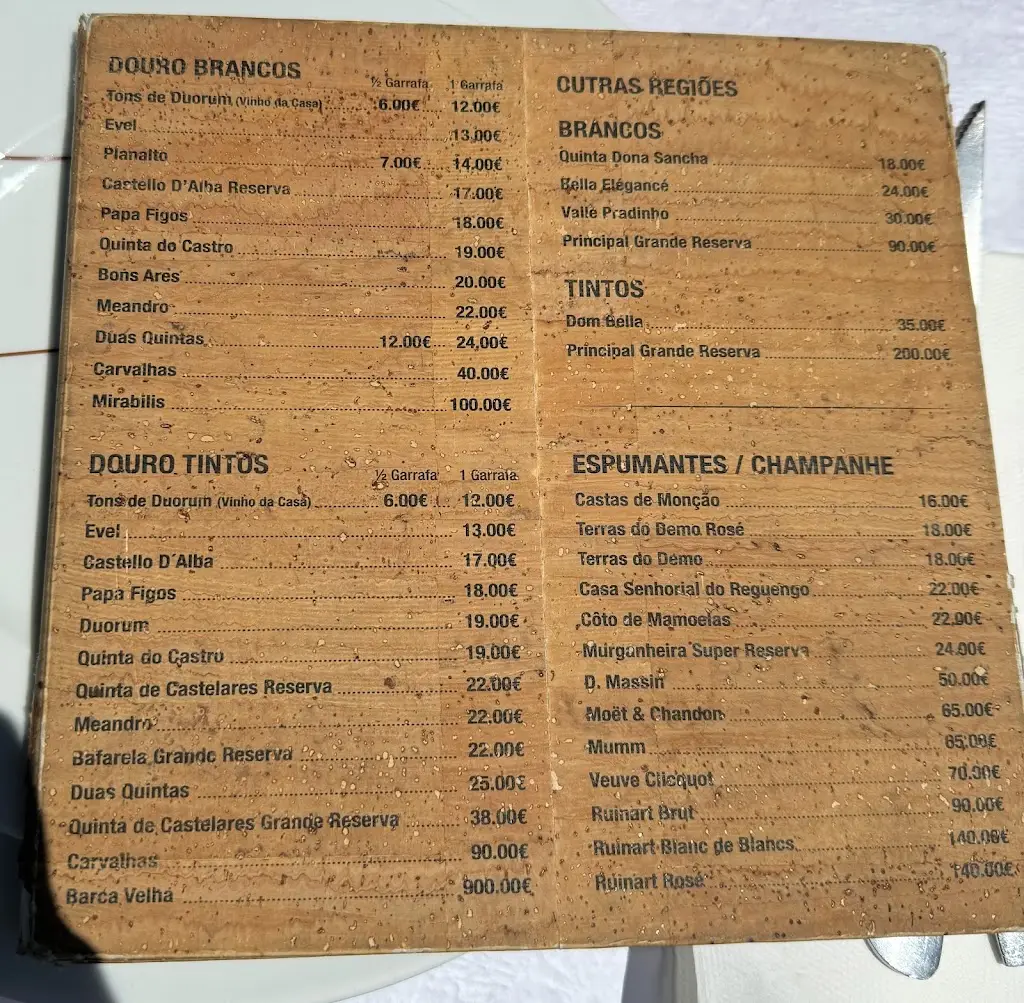 DOURO BRANCOS ½ Garrafa 1 Garrafa
Tons de Duorum (Vinho da Casa) 6.00€ 12.00€
Evel 13.00€
Planalto 7.00€ 14.00€
Castello D'Alba Reserva 17.00€
Papa Figos 18.00€
Quinta do Castro 19.00€
Bons Ares 20.00€
Meandro 22.00€
Duas Quintas 12.00€ 24.00€
Carvalhas 40.00€
Mirabilis 100.00€
DOURO TINTOS ½ Garrafa 1 Garrafa
Tons de Duorum (Vinho da Casa) 6.00€ 12.00€
Evel 13.00€
Castello D´Alba 17.00€
Papa Figos 18.00€
Duorum 19.00€
Quinta do Castro 19.00€
Quinta de Castelares Reserva 22.00€
Meandro 22.00€
Bafarela Grande Reserva 22.00€
Duas Quintas 25.00€
Quinta de Castelares Grande Reserva 38.00€
Carvalhas 90.00€
Barca Velha 900.00€
OUTRAS REGIÕES
BRANCOS
Quinta Dona Sancha 18.00€
Bella Elégance 24.00€
Valle Pradinho 30.00€
Principal Grande Reserva 90.00€
TINTOS
Dom Bella 35.00€
Principal Grande Reserva 200.00€
ESPUMANTES / CHAMPANHE
Castas de Monção 16.00€
Terras do Demo Rosé 18.00€
Terras do Demo 18.00€
Casa Senhorial do Reguengo 22.00€
Côto de Mamoelas 22.00€
Murganheira Super Reserva 24.00€
D. Massin 50.00€
Moët & Chandon 65.00€
Mumm 65.00€
Veuve Clicquot 70.00€
Ruinart Brut 90.00€
Ruinart Blanc de Blancs 140.00€
Ruinart Rosé 140.00€